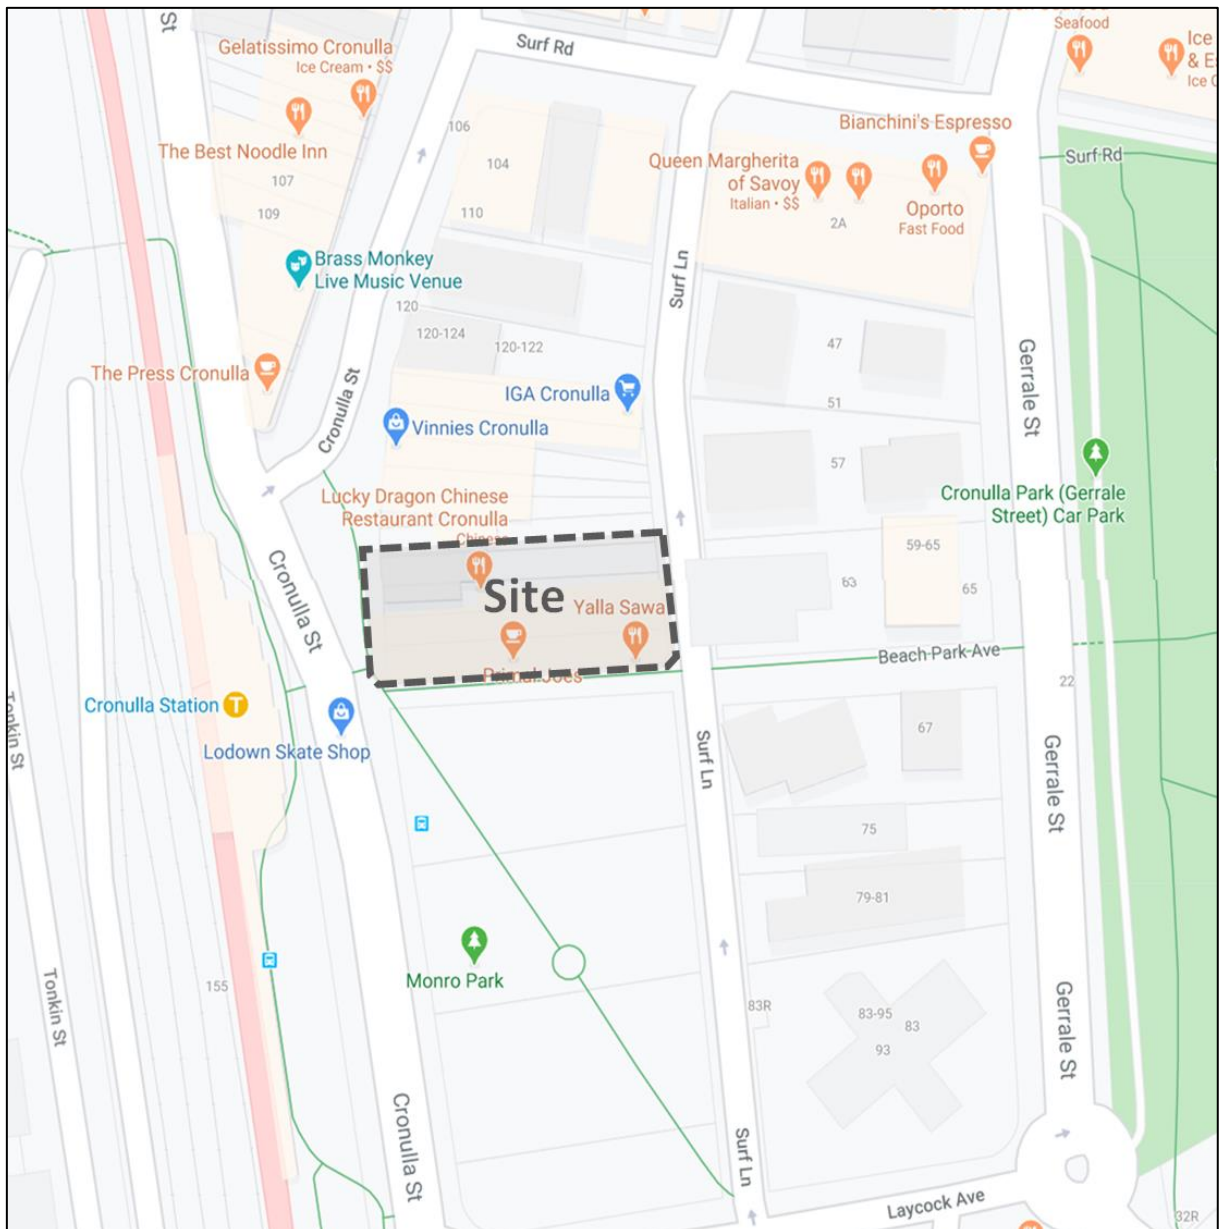 St
Surf Rd
Seafood
Ice
& Es
Ice C
Gelatissimo Cronulla
Ice Cream • $$
The Best Noodle Inn
107
109
106
104
110
Bianchini's Espresso
Queen Margherita
of Savoy
Italian • $$
2A
Oporto
Fast Food
Surf Rd
Brass Monkey
Live Music Venue
Surf Ln
120
120-124
120-122
47
51
57
Gerrale St
The Press Cronulla
Cronulla St
IGA Cronulla
Vinnies Cronulla
Cronulla Park (Gerrale
Street) Car Park
Lucky Dragon Chinese
Restaurant Cronulla
Chinese
Site
Yalla Sawa
Primal Joes
59-65
63
65
Cronulla St
Beach Park Ave
22
Cronulla Station
T
Lodown Skate Shop
Tonkin St
Surf Ln
67
Gerrale St
75
79-81
Monro Park
155
Tonkin St
83R
83-95
83
93
Gerrale St
Cronulla St
Surf Ln
Laycock Ave
32R